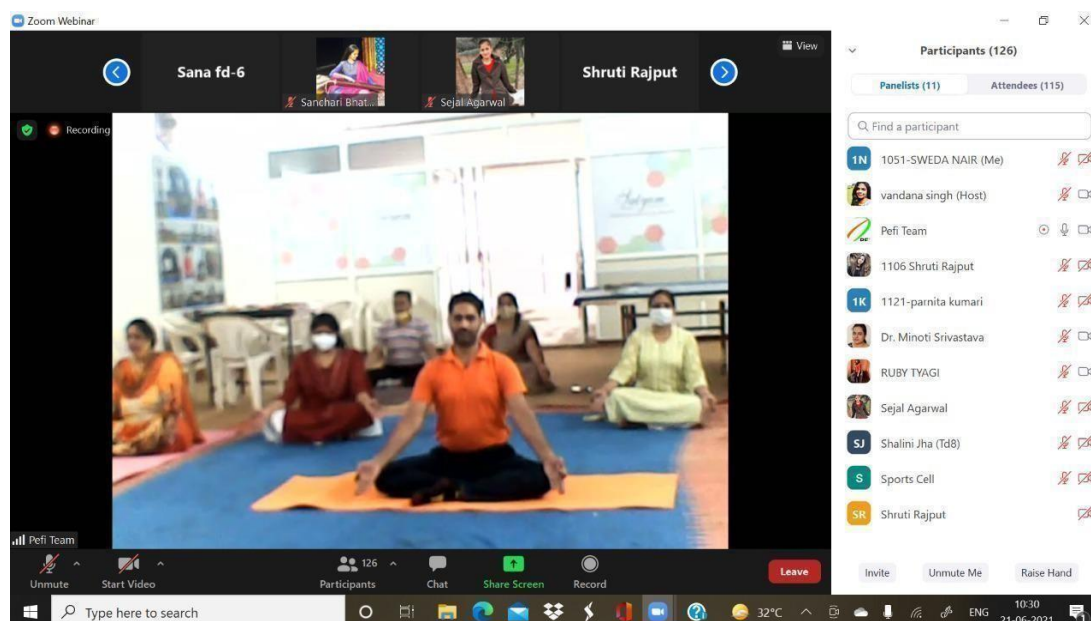 Zoom Webinar
Sana fd-6
Sanchari Bhat...
Sejal Agarwal
Shruti Rajput
View
Recording
Satyam
Pefi Team
Participants (126)
Panelists (11)
Attendees (115)
Find a participant
1N 1051-SWEDA NAIR (Me)
vandana singh (Host)
Pefi Team
1106 Shruti Rajput
1K 1121-parnita kumari
Dr. Minoti Srivastava
RUBY TYAGI
Sejal Agarwal
SJ Shalini Jha (Td8)
S Sports Cell
SR Shruti Rajput
Invite
Unmute Me
Raise Hand
Unmute
Start Video
126
Participants
Chat
Share Screen
Record
Leave
Type here to search
32°C
ENG
10:30
21-06-2021